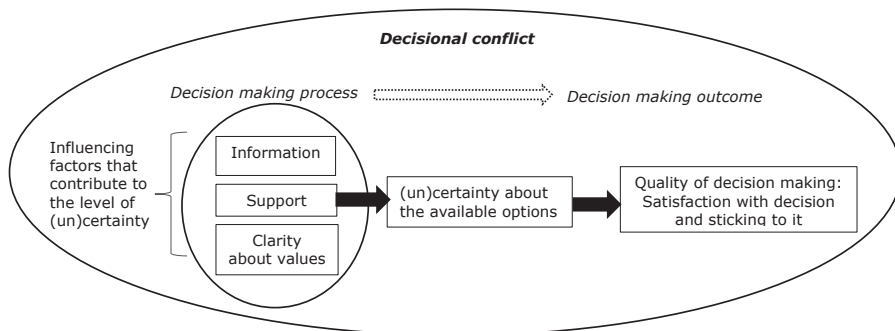 Decisional conflict
Decision making process
Decision making outcome
Influencing
factors that
contribute to
the level of
(un)certainty
Information
Support
Clarity
about values
(un)certainty about
the available options
Quality of decision making:
Satisfaction with decision
and sticking to it